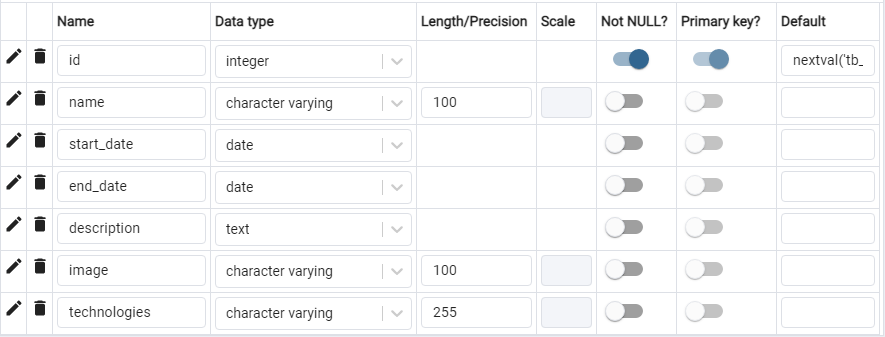 Name Data type Length/Precision Scale Not NULL? Primary key? Default
id integer nextval('tb_
name character varying 100
start_date date
end_date date
description text
image character varying 100
technologies character varying 255